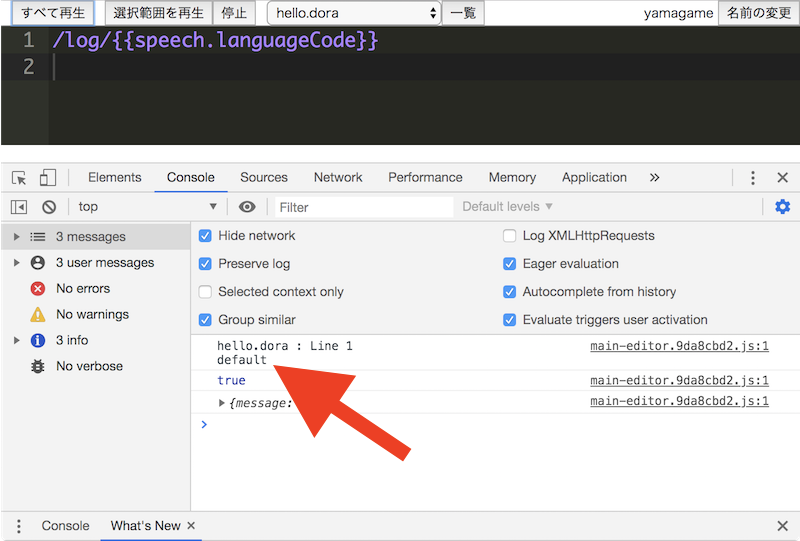 すべて再生 選択範囲を再生 停止 hello.dora 一覧 yamagame 名前の変更
1 /log/{{speech.languageCode}}
2
Elements Console Sources Network Performance Memory Application
top Filter Default levels ▼
3 messages
3 user messages
No errors
No warnings
3 info
No verbose
Hide network Log XMLHttpRequests
Preserve log Eager evaluation
Selected context only Autocomplete from history
Group similar Evaluate triggers user activation
hello.dora : Line 1 main-editor.9da8cbd2.js:1
default
true main-editor.9da8cbd2.js:1
{message: main-editor.9da8cbd2.js:1
Console What's New